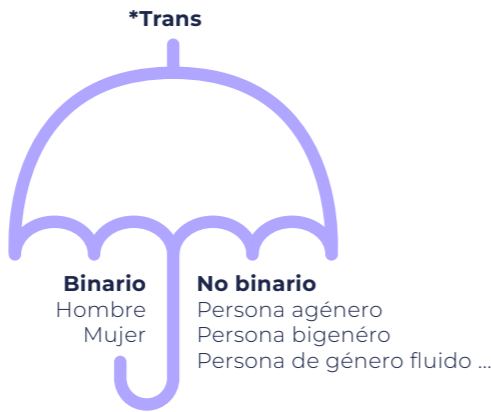 *Trans
Binario
Hombre
Mujer
No binario
Persona agénero
Persona bigenéro
Persona de género fluido ...